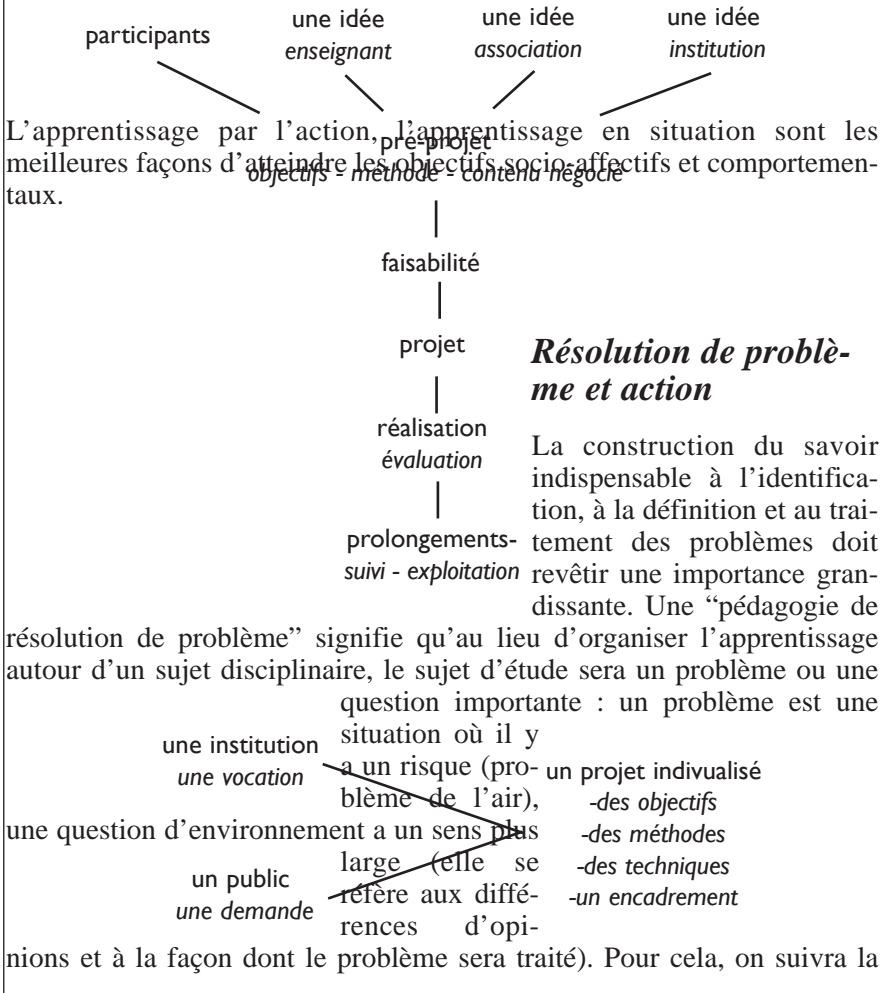 participants
une idée
enseignant
une idée
association
une idée
institution
L’apprentissage par l’action, l’apprentissage en situation sont les
meilleures façons d’atteindre les objectifs socio-affectifs et comportemen-
taux.
pré-projet
objectifs - méthode - contenu négocié
faisabilité
projet
réalisation
évaluation
prolongements-
suivi - exploitation
Résolution de problè-
me et action
La construction du savoir
indispensable à l’identifica-
tion, à la définition et au trai-
tement des problèmes doit
revêtir une importance gran-
dissante. Une “pédagogie de
résolution de problème” signifie qu’au lieu d’organiser l’apprentissage
autour d’un sujet disciplinaire, le sujet d’étude sera un problème ou une
question importante : un problème est une
situation où il y
a un risque (pro-
blème de l’air),
une question d’environnement a un sens plus
large (elle se
réfère aux diffé-
rences d’opi-
nions et à la façon dont le problème sera traité). Pour cela, on suivra la
une institution
une vocation
un public
une demande
un projet indivualisé
-des objectifs
-des méthodes
-des techniques
-un encadrement